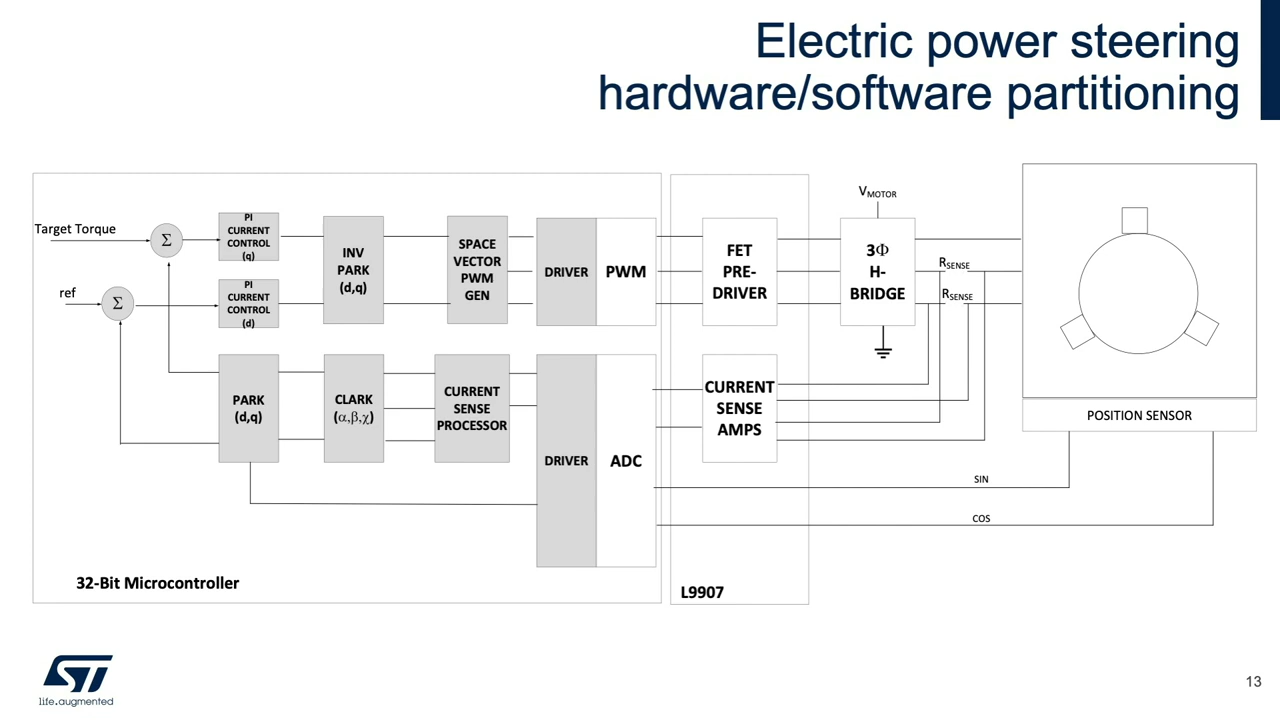 Electric power steering
hardware/software partitioning
Target Torque
Σ
ref
Σ
PI
CURRENT
CONTROL
(q)
PI
CURRENT
CONTROL
(d)
INV
PARK
(d,q)
SPACE
VECTOR
PWM
GEN
DRIVER
PWM
FET
PRE-
DRIVER
VMOTOR
3Φ
H-
BRIDGE
RSENSE
RSENSE
PARK
(d,q)
CLARK
(α,β,χ)
CURRENT
SENSE
PROCESSOR
DRIVER
ADC
CURRENT
SENSE
AMPS
POSITION SENSOR
SIN
COS
32-Bit Microcontroller
L9907
ST
life.augmented
13